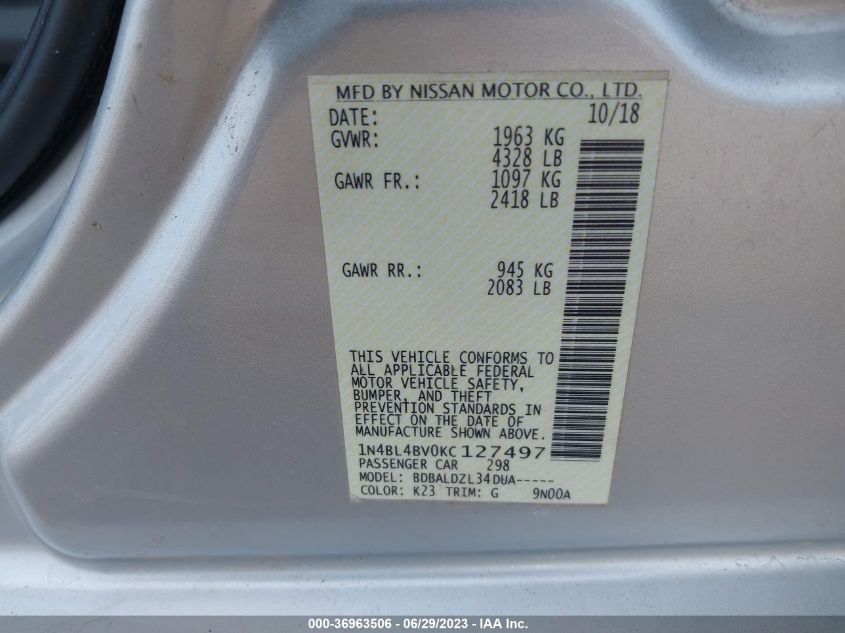 MFD BY NISSAN MOTOR CO., LTD.
DATE: 10/18
GVWR: 1963 KG
4328 LB
GAWR FR.: 1097 KG
2418 LB
GAWR RR.: 945 KG
2083 LB
THIS VEHICLE CONFORMS TO
ALL APPLICABLE FEDERAL
MOTOR VEHICLE SAFETY,
BUMPER, AND THEFT
PREVENTION STANDARDS IN
EFFECT ON THE DATE OF
MANUFACTURE SHOWN ABOVE.
1N4BL4BV0KC127497
PASSENGER CAR 298
MODEL: BDBALDZL34DUA-----
COLOR: K23 TRIM: G 9N00A
000-36963506 - 06/29/2023 - COPART.COM